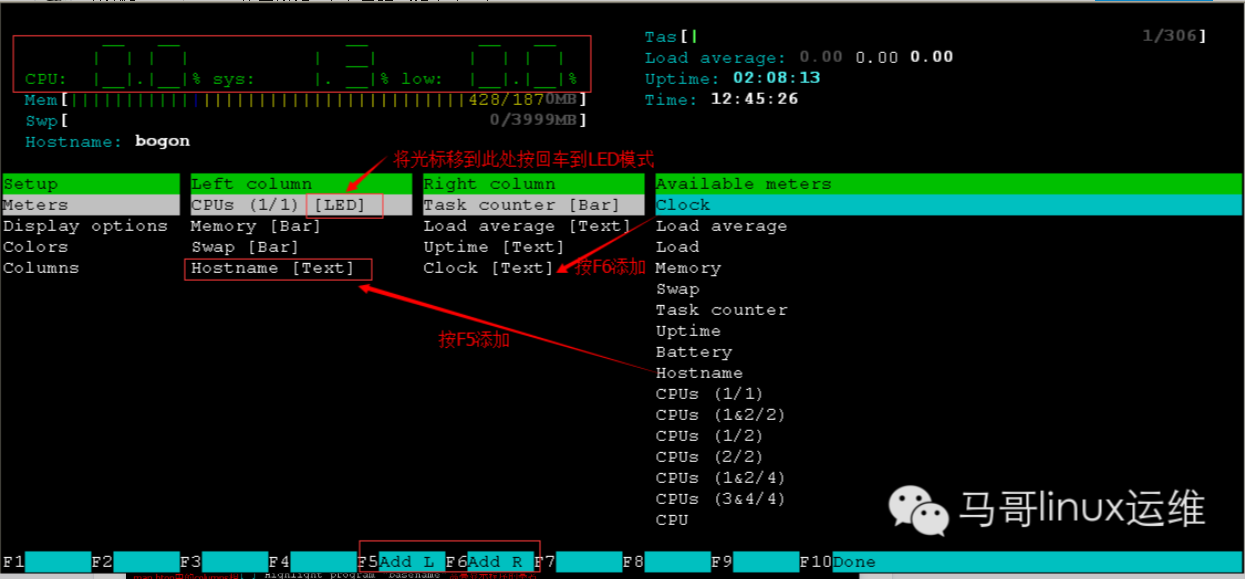 CPU: 0.0% sys: 1.3% low: 0.0%
Mem[||||||||||||||||||||||||||||||||||||428/1870MB]
Swp[ 0/3999MB]
Hostname: bogon
Tas[| 1/306]
Load average: 0.00 0.00 0.00
Uptime: 02:08:13
Time: 12:45:26
将光标移到此处按回车到LED模式
Setup Left column Right column Available meters
Meters CPUs (1/1) [LED] Task counter [Bar] Clock
Display options Memory [Bar] Load average [Text] Load average
Colors Swap [Bar] Uptime [Text] Load
Columns Hostname [Text] Clock [Text] 按F6添加 Memory
Swap
Task counter
Uptime
按F5添加
Battery
Hostname
CPUs (1/1)
CPUs (1&2/2)
CPUs (1/2)
CPUs (2/2)
CPUs (1&2/4)
CPUs (3&4/4)
CPU
马哥linux运维
F1 F2 F3 F4 F5Add L F6Add R F7 F8 F9 F10Done